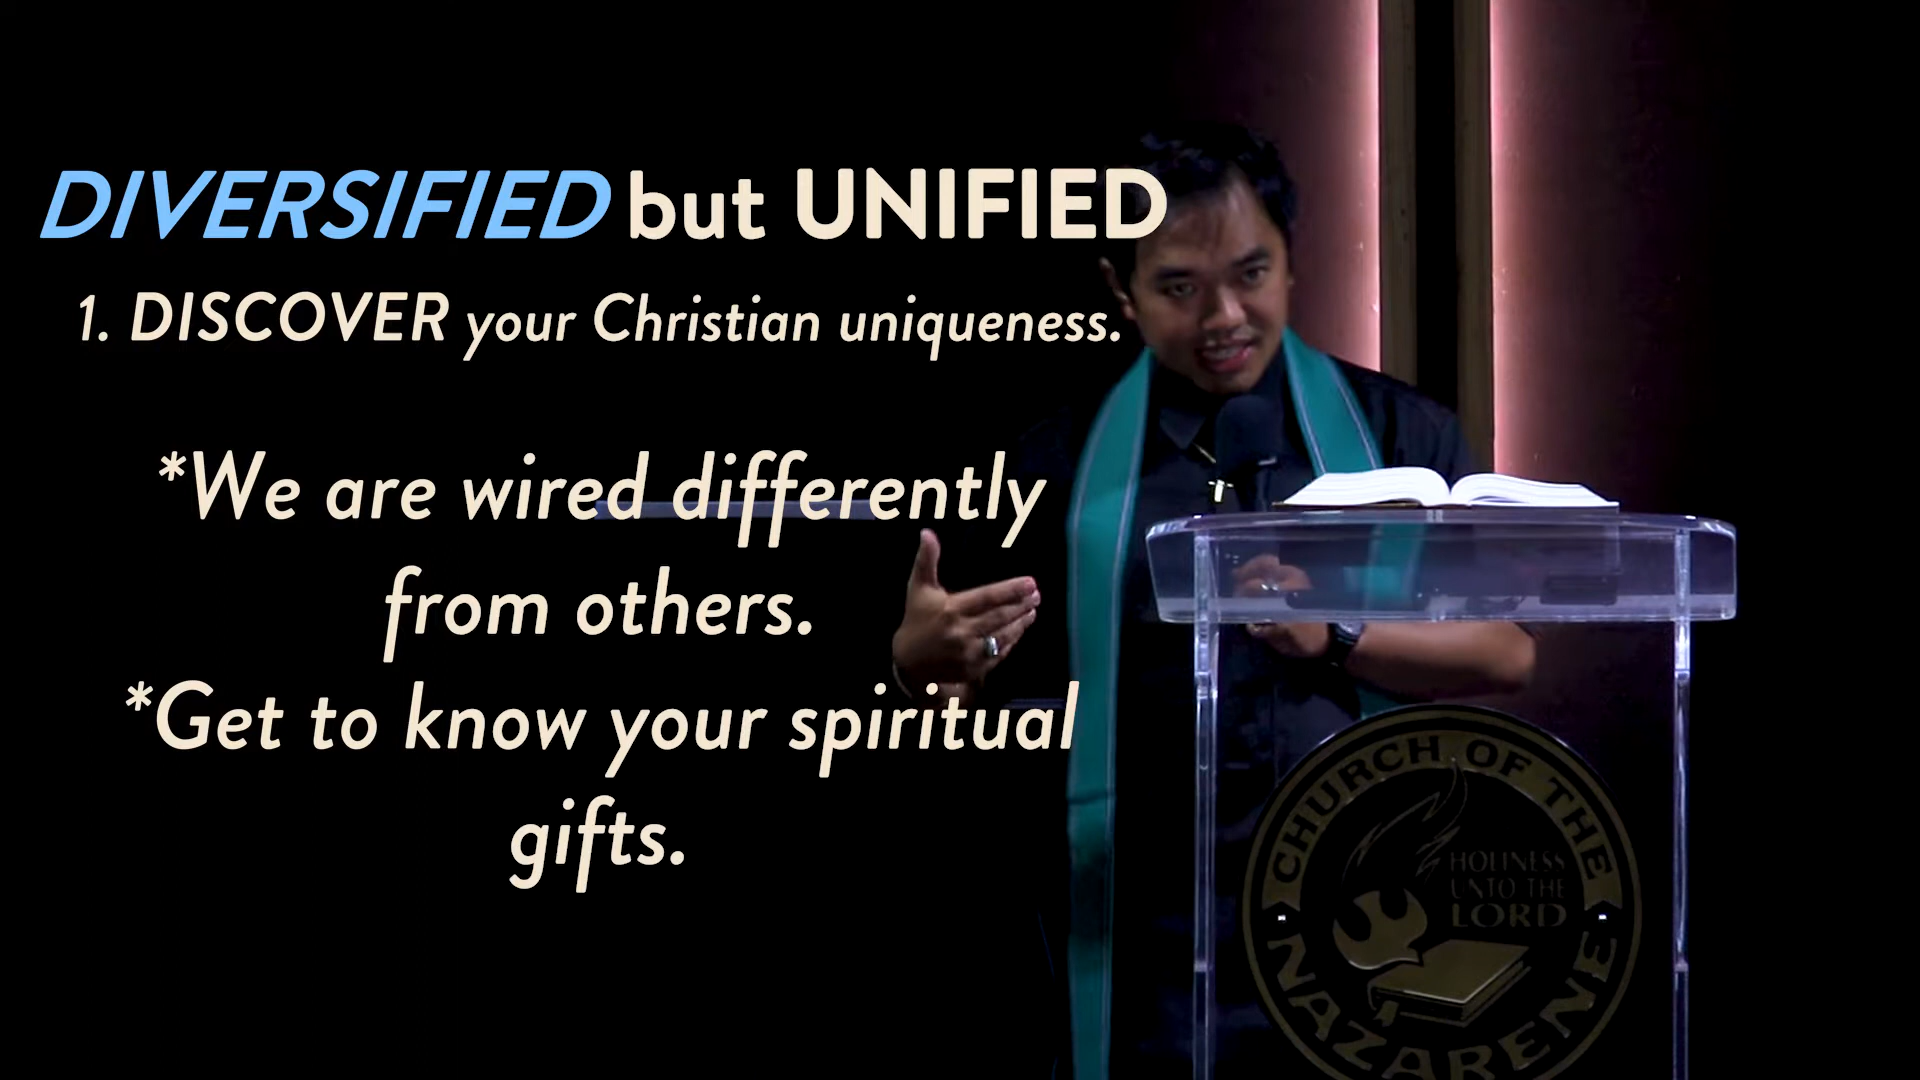 DIVERSIFIED but UNIFIED
1. DISCOVER your Christian uniqueness.
*We are wired differently
from others.
*Get to know your spiritual
gifts.
CHURCH OF THE
HOLINESS
UNTO THE
LORD
NAZARENE